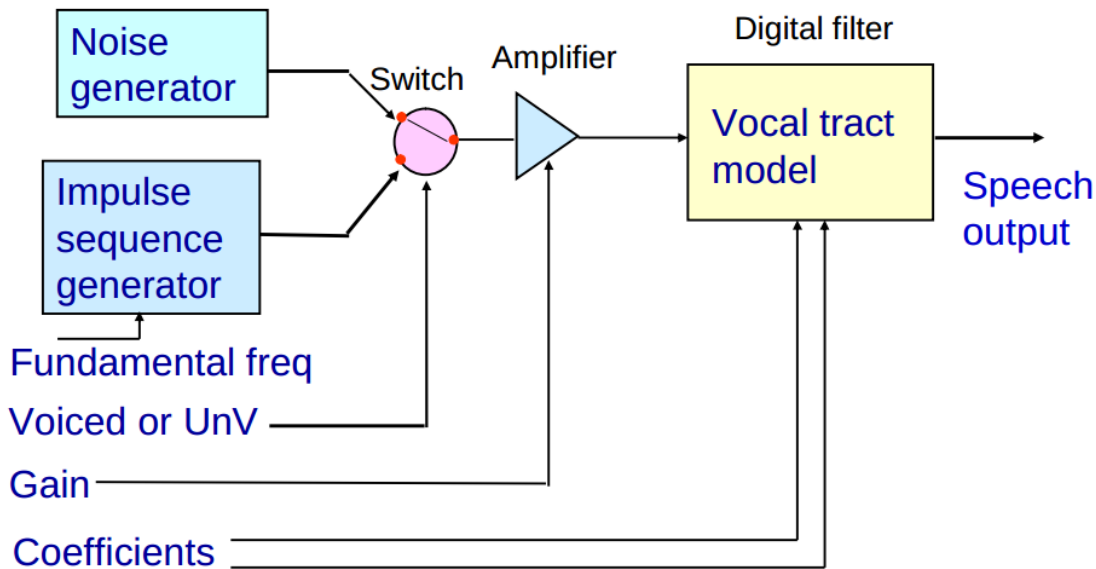 Noise
generator
Switch
Amplifier
Digital filter
Vocal tract
model
Speech
output
Impulse
sequence
generator
Fundamental freq
Voiced or UnV
Gain
Coefficients